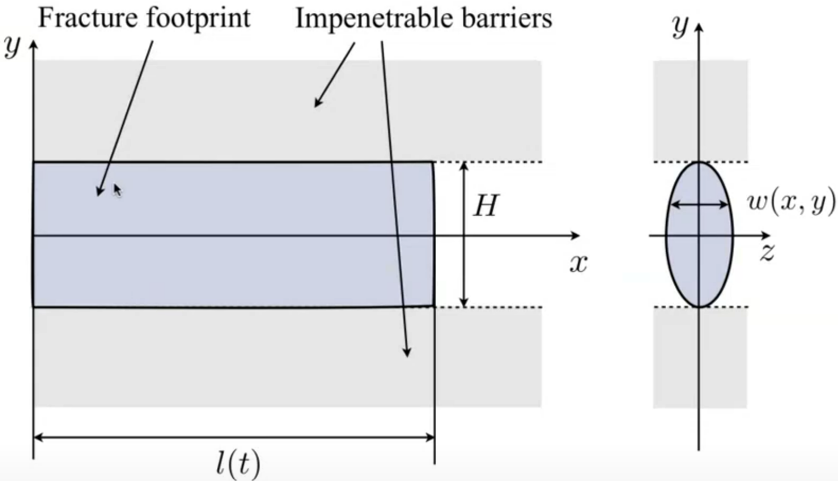 Fracture footprint
Impenetrable barriers
y
y
H
w(x, y)
x
z
l(t)